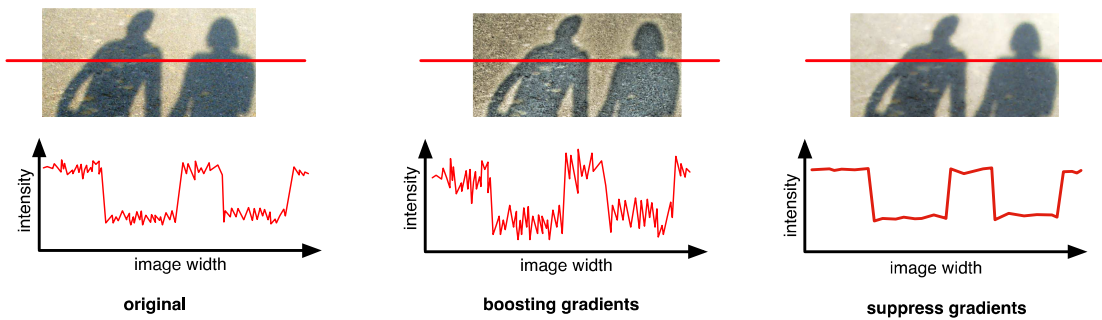 intensity
image width
original
intensity
image width
boosting gradients
intensity
image width
suppress gradients